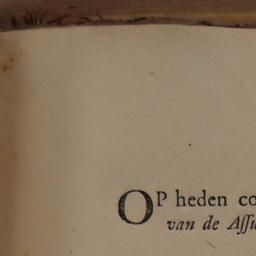 OP heden co
van de Aſſu